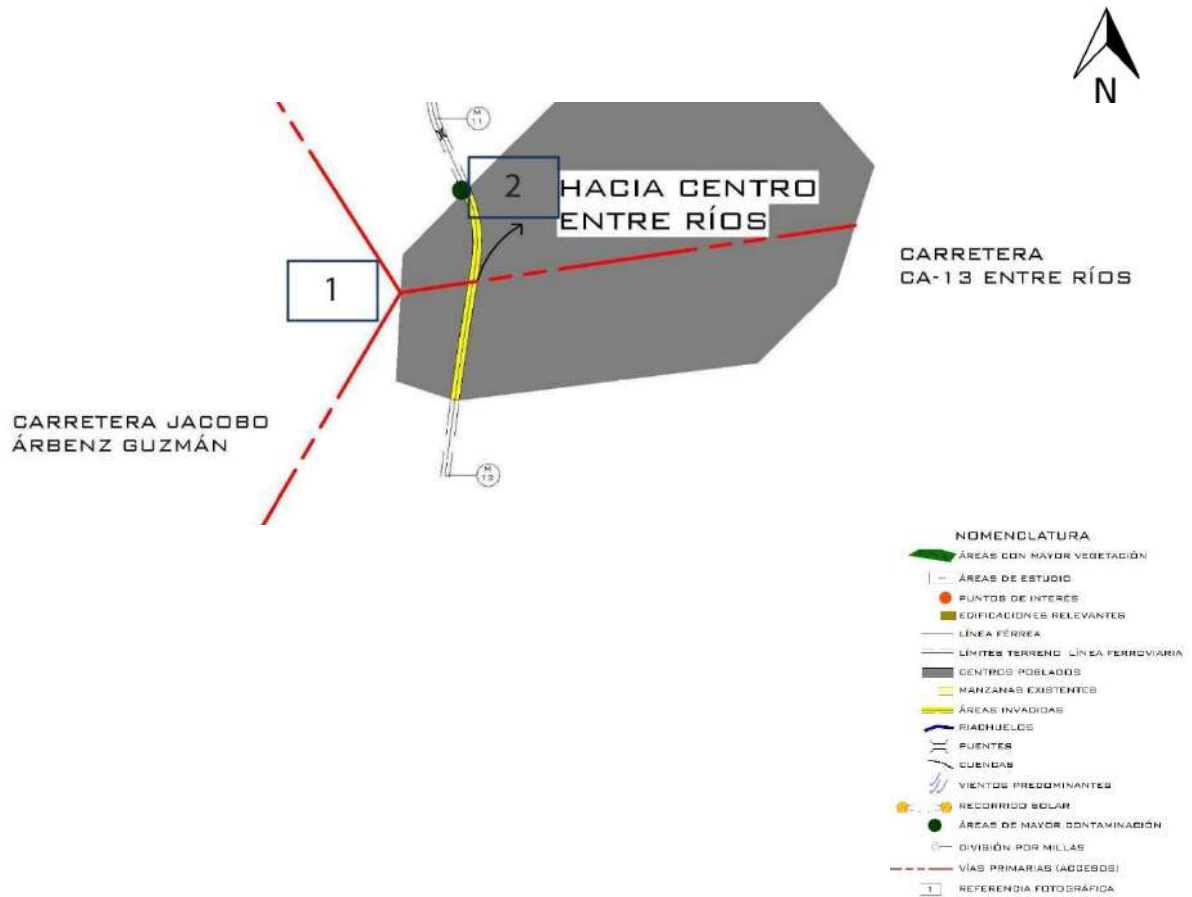 N
M
11
2
HACIA CENTRO
ENTRE RÍOS
1
CARRETERA
CA-13 ENTRE RÍOS
CARRETERA JACOBO
ÁRBENZ GUZMÁN
M
NOMENCLATURA
ÁREAS CON MAYOR VEGETACIÓN
ÁREAS DE ESTUDIO
PUNTOS DE INTERÉS
EDIFICACIONES RELEVANTES
LÍNEA FÉRREA
LÍMITES TERRENO LÍNEA FERROVIARIA
CENTROS POBLADOS
MANZANAS EXISTENTES
ÁREAS INVADIDAS
RIACHUELOS
PUENTES
CUENCAS
VIENTOS PREDOMINANTES
RECORRIDO SOLAR
ÁREAS DE MAYOR CONTAMINACIÓN
DIVISIÓN POR MILLAS
VÍAS PRIMARIAS (ACCESOS)
1 REFERENCIA FOTOGRÁFICA